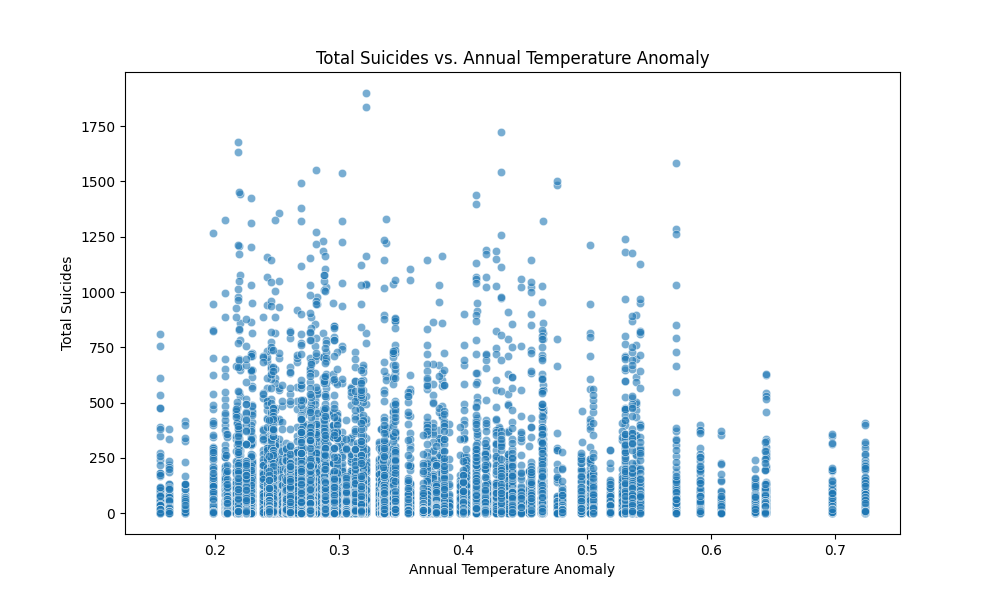 Total Suicides vs. Annual Temperature Anomaly
1750
1500
1250
1000
750
500
250
0
Total Suicides
0.2 0.3 0.4 0.5 0.6 0.7
Annual Temperature Anomaly